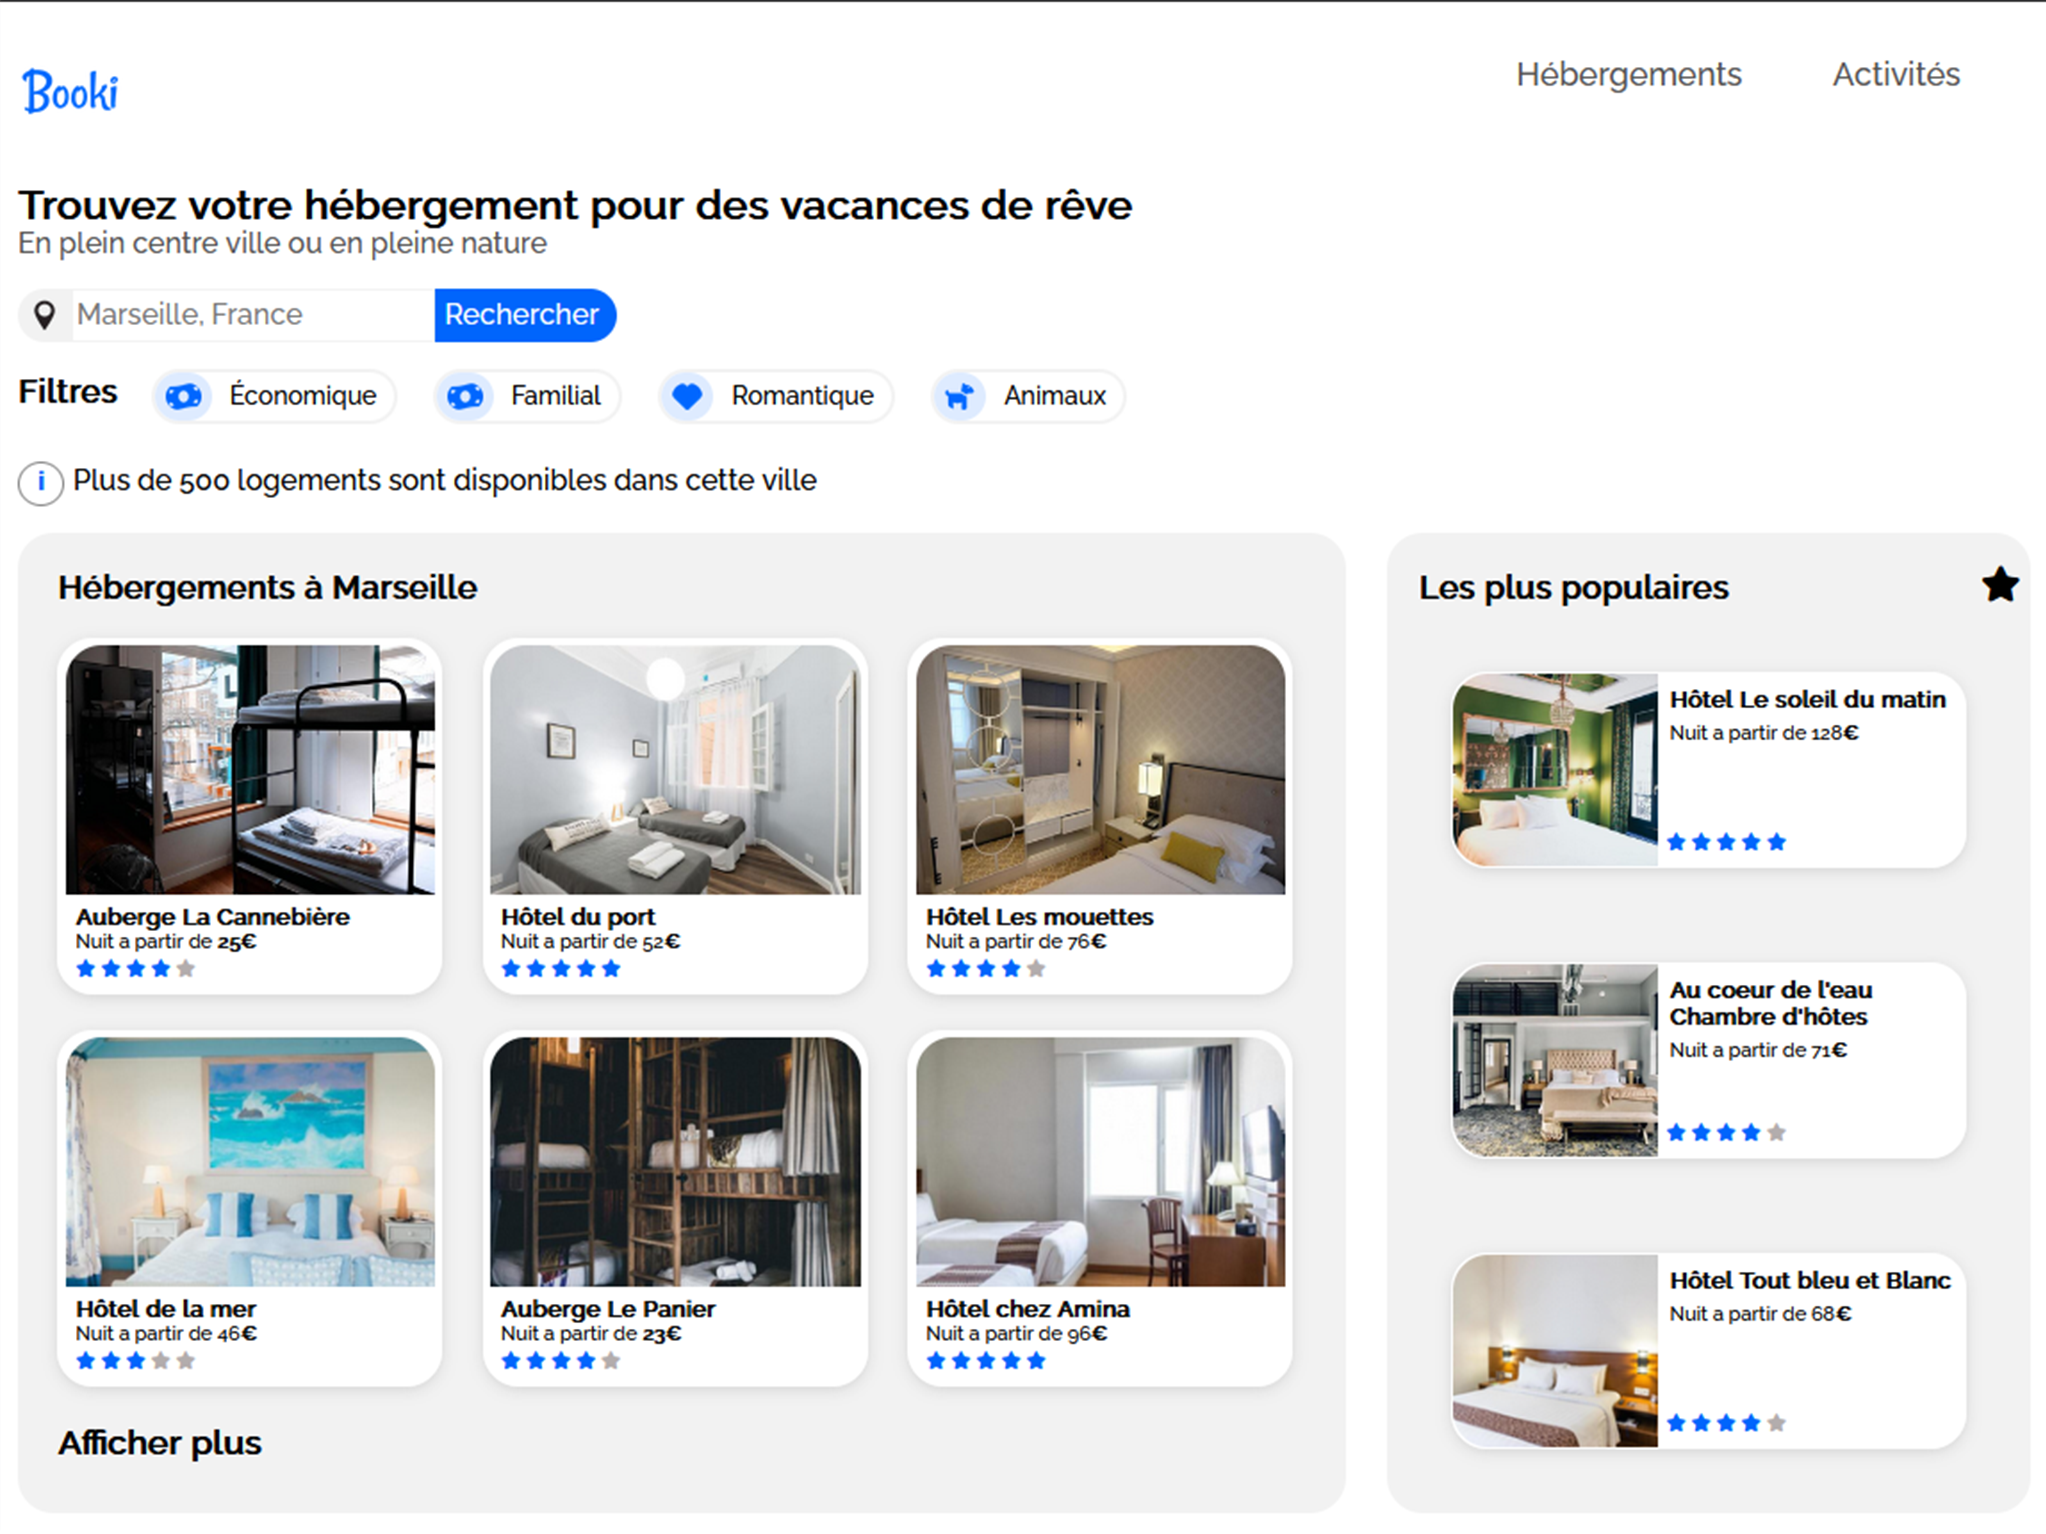 Booki
Hébergements
Activités
Trouvez votre hébergement pour des vacances de rêve
En plein centre ville ou en pleine nature
Marseille, France
Rechercher
Filtres
Économique
Familial
Romantique
Animaux
i Plus de 500 logements sont disponibles dans cette ville
Hébergements à Marseille
Auberge La Cannebière
Nuit a partir de 25€
Hôtel du port
Nuit a partir de 52€
Hôtel Les mouettes
Nuit a partir de 76€
Hôtel de la mer
Nuit a partir de 46€
Auberge Le Panier
Nuit a partir de 23€
Hôtel chez Amina
Nuit a partir de 96€
Afficher plus
Les plus populaires
Hôtel Le soleil du matin
Nuit a partir de 128€
Au coeur de l'eau
Chambre d'hôtes
Nuit a partir de 71€
Hôtel Tout bleu et Blanc
Nuit a partir de 68€